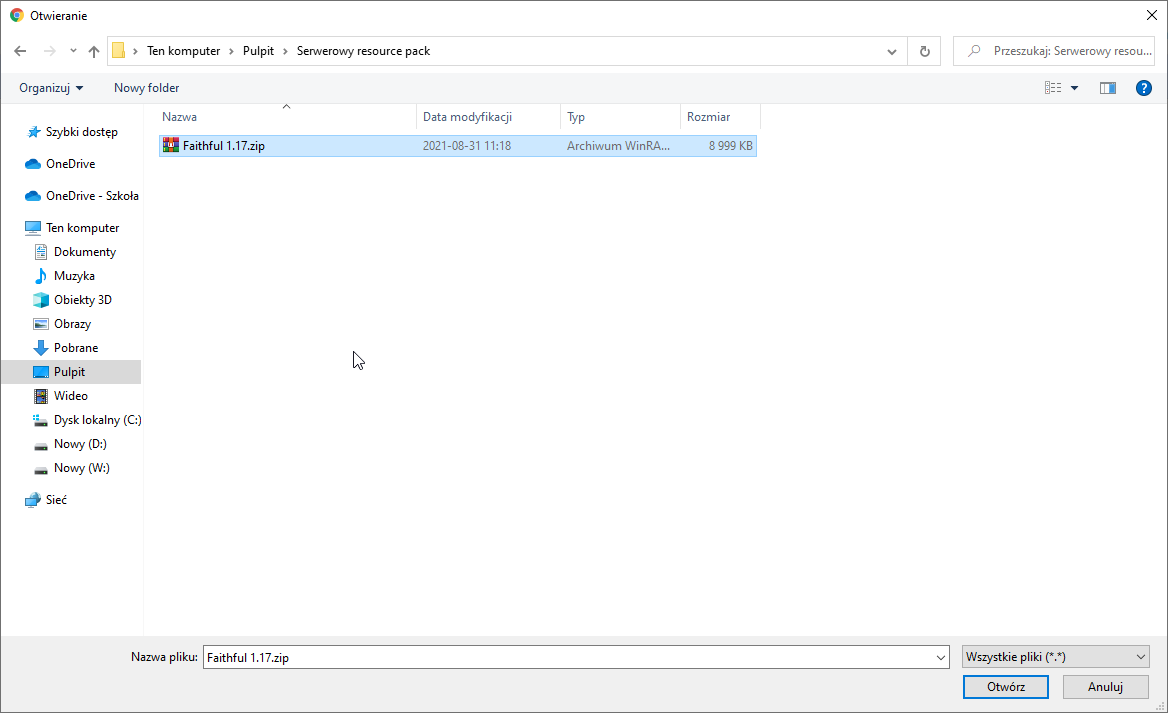 Otwieranie
Ten komputer > Pulpit > Serwerowy resource pack
Przeszukaj: Serwerowy resou...
Organizuj
Nowy folder
?
Nazwa
Data modyfikacji
Typ
Rozmiar
Faithful 1.17.zip
2021-08-31 11:18
Archiwum WinRA...
8 999 KB
Szybki dostęp
OneDrive
OneDrive - Szkoła
Ten komputer
Dokumenty
Muzyka
Obiekty 3D
Obrazy
Pobrane
Pulpit
Wideo
Dysk lokalny (C:)
Nowy (D:)
Nowy (W:)
Sieć
Nazwa pliku:
Faithful 1.17.zip
Wszystkie pliki (*.*)
Otwórz
Anuluj